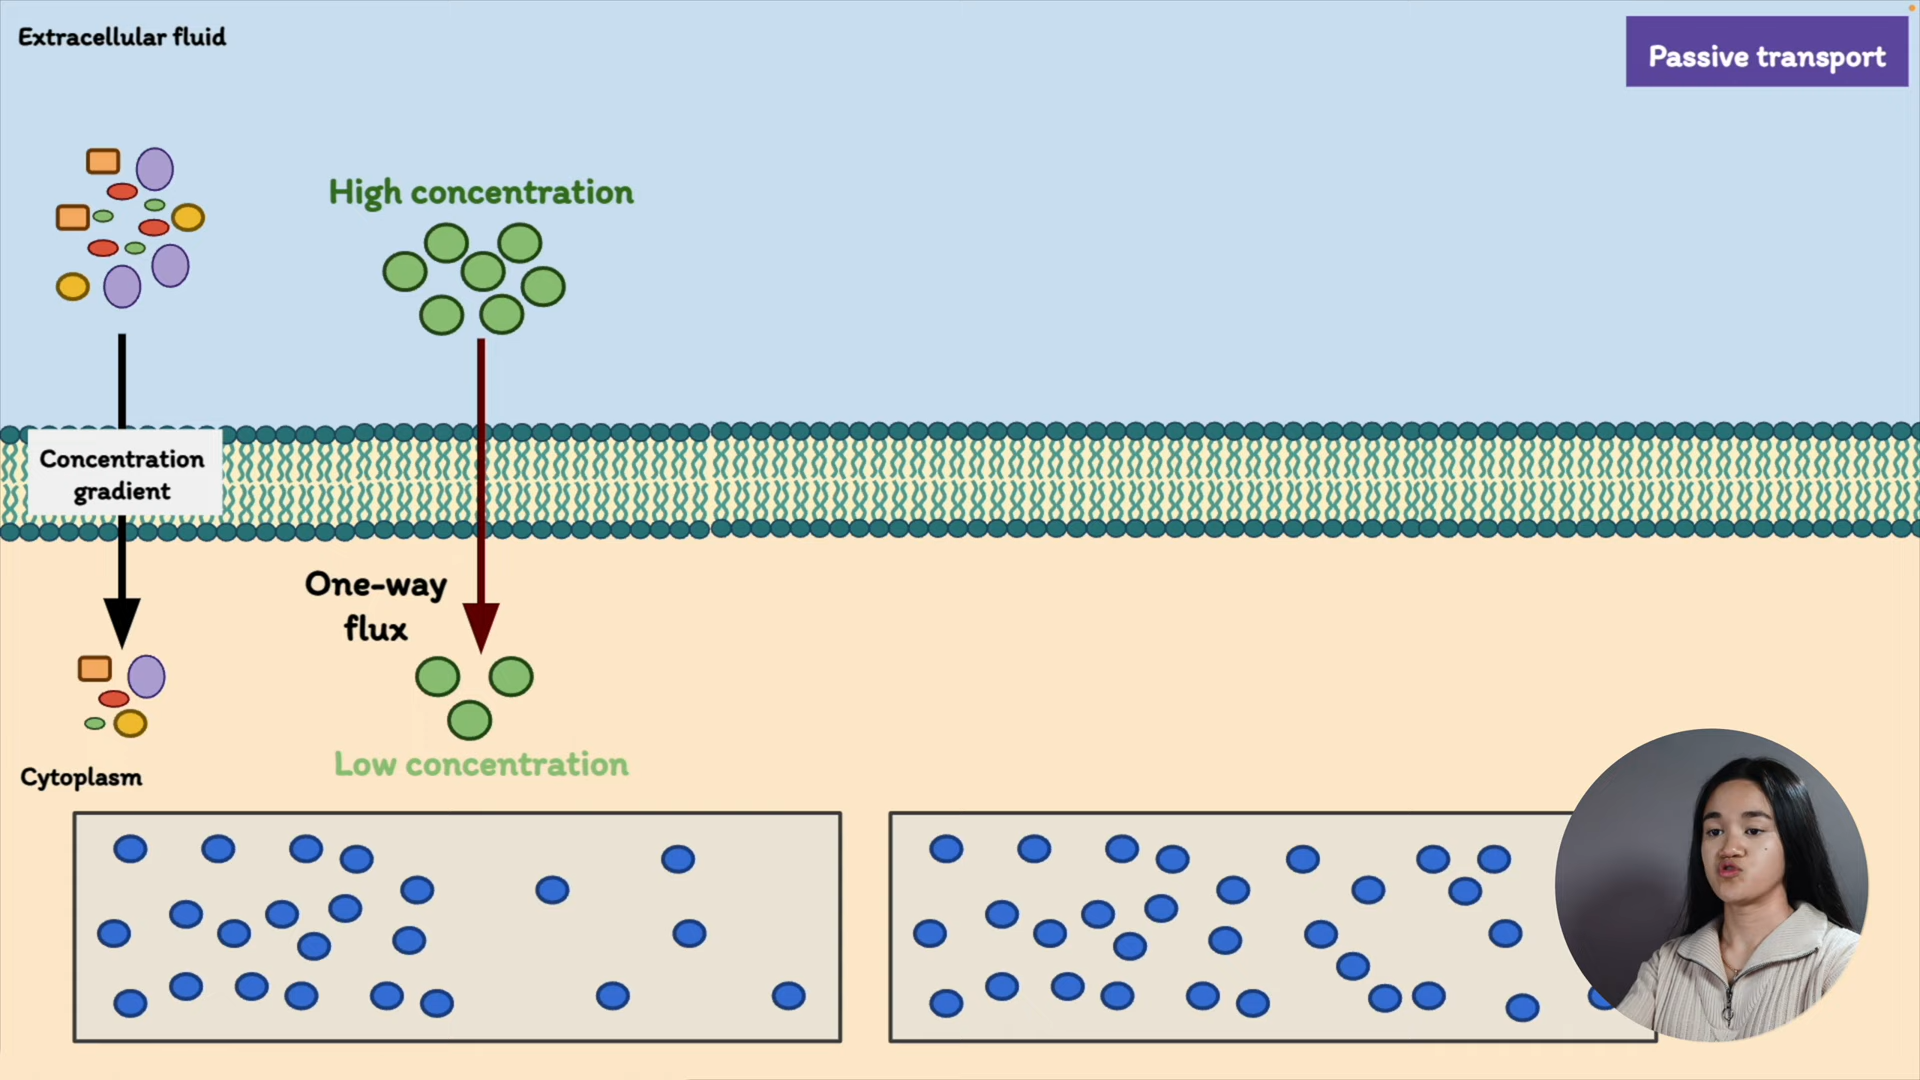 Extracellular fluid
Passive transport
High concentration
Concentration
gradient
One-way
flux
Low concentration
Cytoplasm